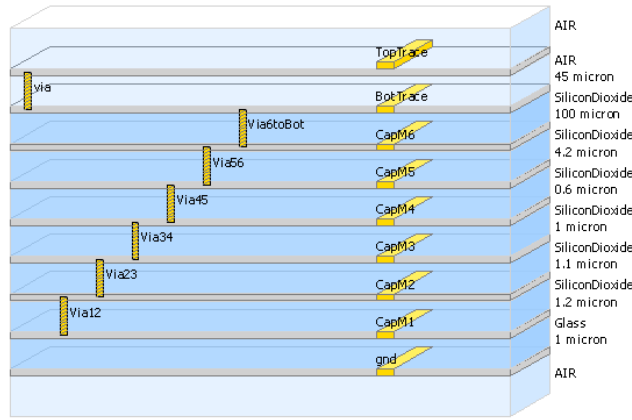 AIR
TopTrace
AIR
45 micron
via
BotTrace
SiliconDioxide
100 micron
Via6toBot
CapM6
SiliconDioxide
4.2 micron
Via56
CapM5
SiliconDioxide
0.6 micron
Via45
CapM4
SiliconDioxide
1 micron
Via34
CapM3
SiliconDioxide
1.1 micron
Via23
CapM2
SiliconDioxide
1.2 micron
Via12
CapM1
Glass
1 micron
gnd
AIR